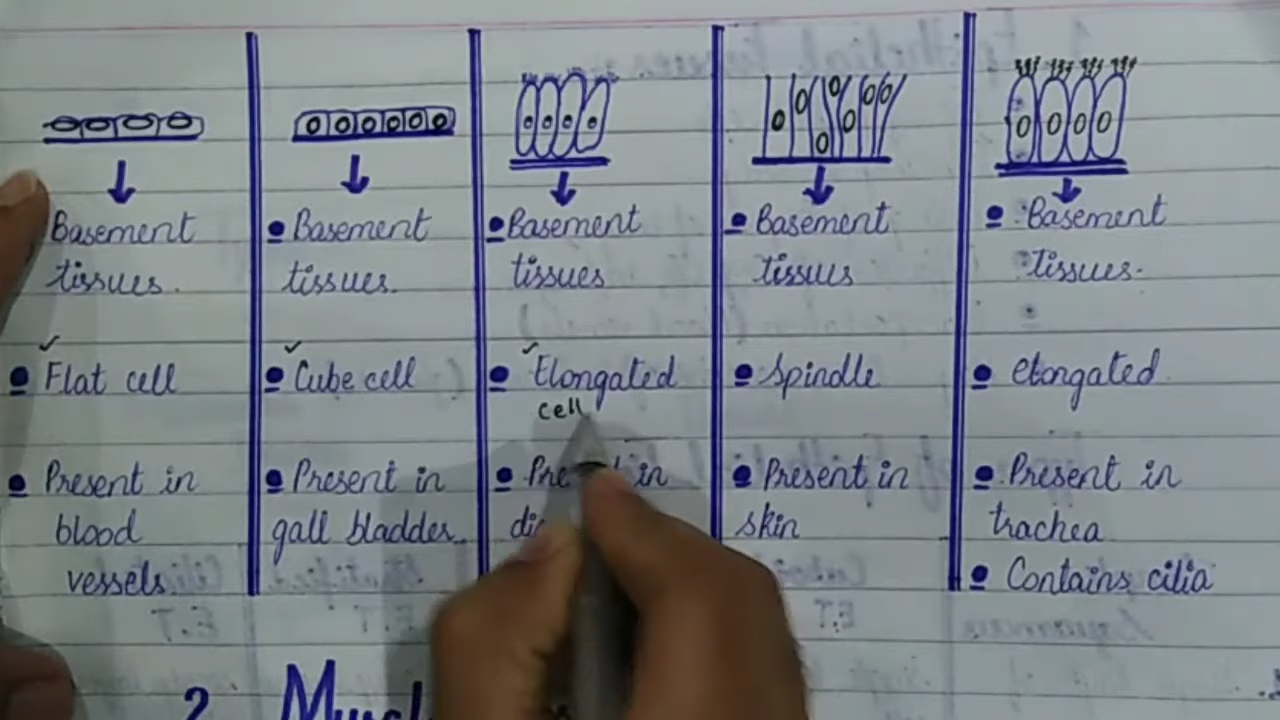 Basement
tissues.
Flat cell
Present in
blood
vessels
Basement
tissues.
Cube cell
Present in
gall bladder
Basement
tissues
Elongated
cell
in
Basement
tissues
Spindle
Present in
skin
Basement
tissues.
elongated
Present in
trachea
Contains cilia
2